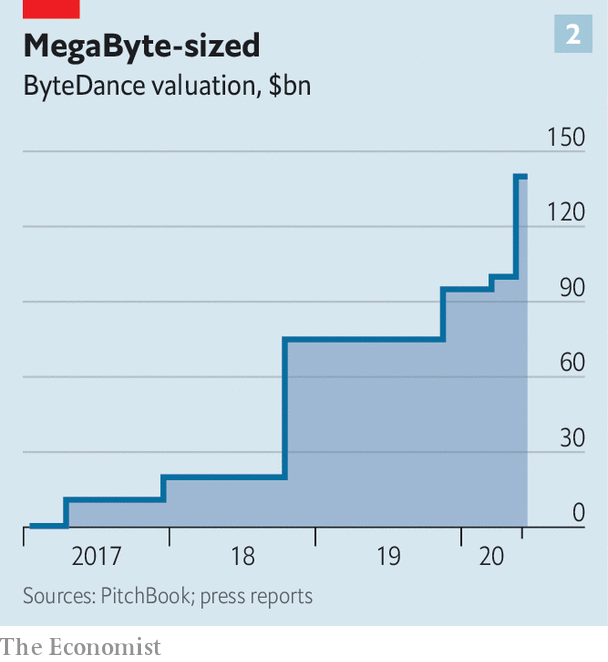 MegaByte-sized
2
ByteDance valuation, $bn
150
120
90
60
30
0
2017 18 19 20
Sources: PitchBook; press reports
The Economist